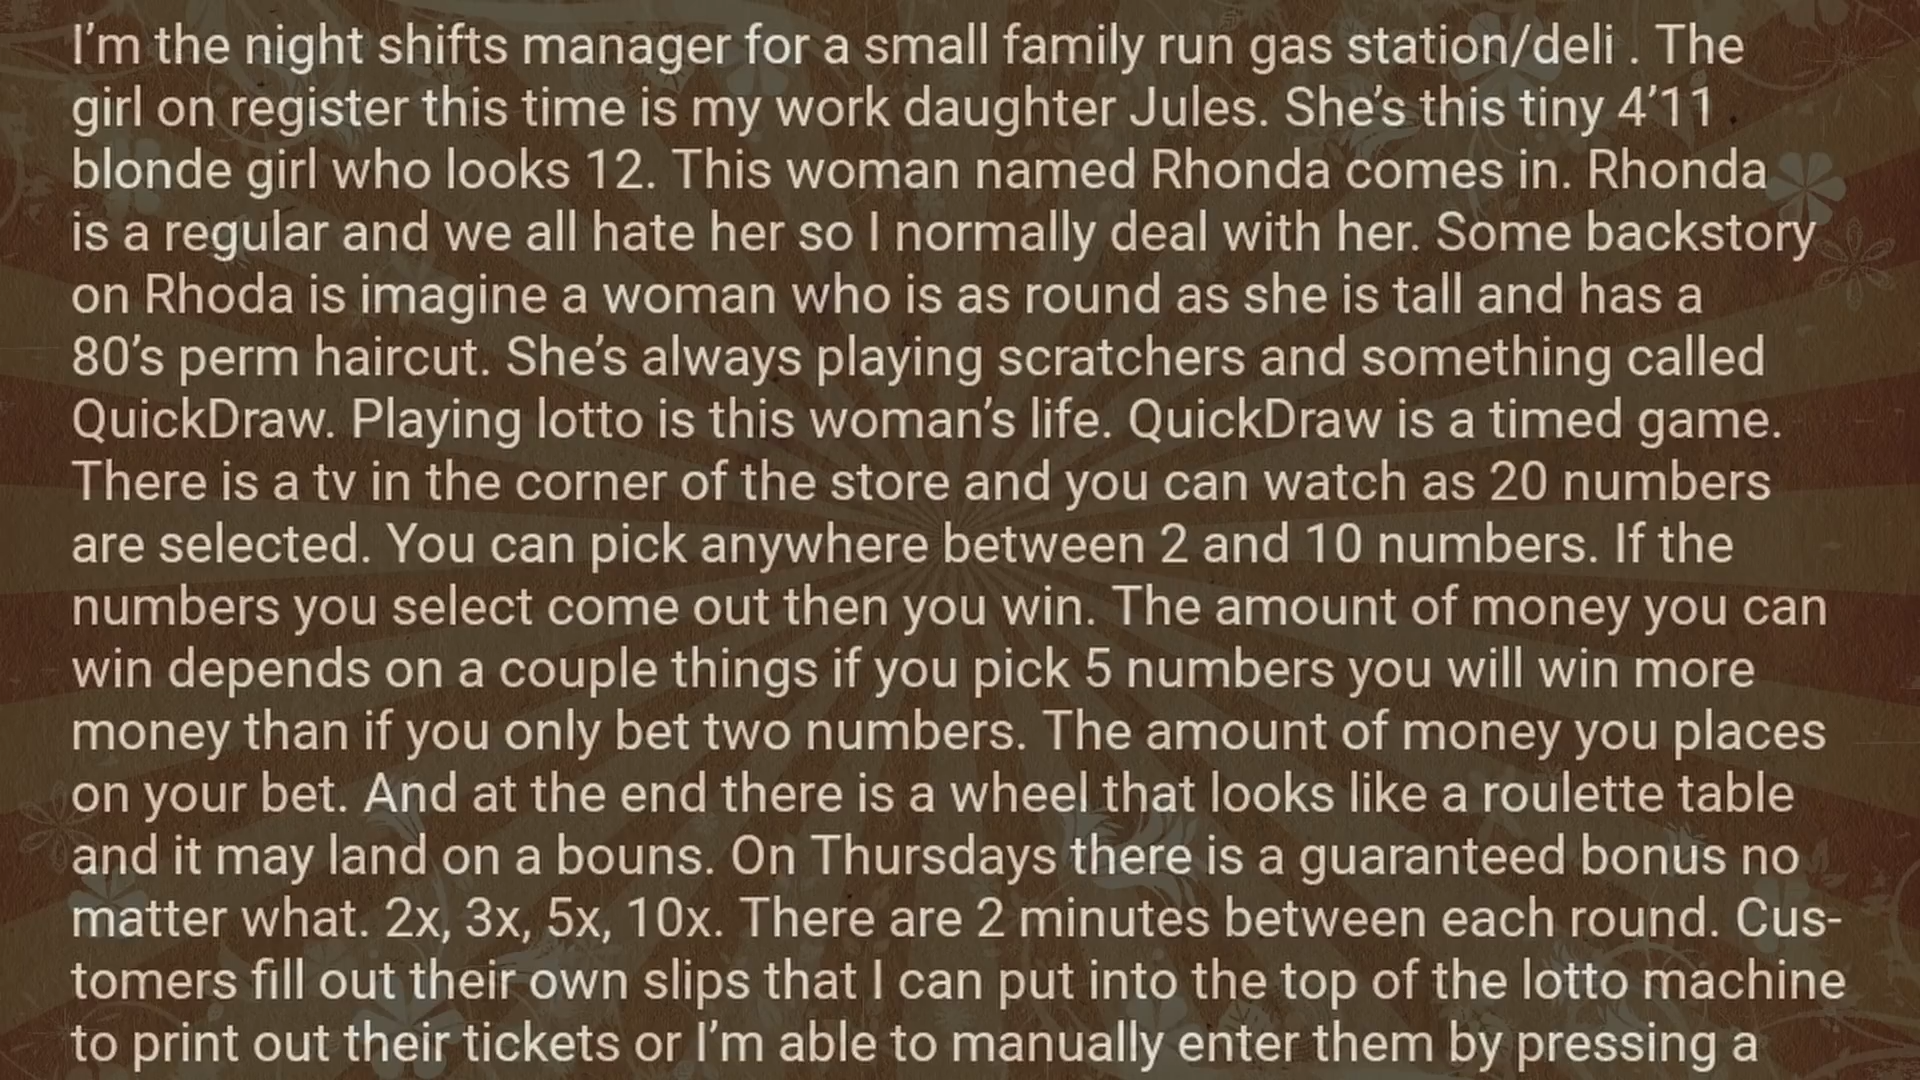 I’m the night shifts manager for a small family run gas station/deli . The
girl on register this time is my work daughter Jules. She’s this tiny 4’11
blonde girl who looks 12. This woman named Rhonda comes in. Rhonda
is a regular and we all hate her so I normally deal with her. Some backstory
on Rhoda is imagine a woman who is as round as she is tall and has a
80’s perm haircut. She’s always playing scratchers and something called
QuickDraw. Playing lotto is this woman’s life. QuickDraw is a timed game.
There is a tv in the corner of the store and you can watch as 20 numbers
are selected. You can pick anywhere between 2 and 10 numbers. If the
numbers you select come out then you win. The amount of money you can
win depends on a couple things if you pick 5 numbers you will win more
money than if you only bet two numbers. The amount of money you places
on your bet. And at the end there is a wheel that looks like a roulette table
and it may land on a bouns. On Thursdays there is a guaranteed bonus no
matter what. 2x, 3x, 5x, 10x. There are 2 minutes between each round. Cus-
tomers fill out their own slips that I can put into the top of the lotto machine
to print out their tickets or I’m able to manually enter them by pressing a